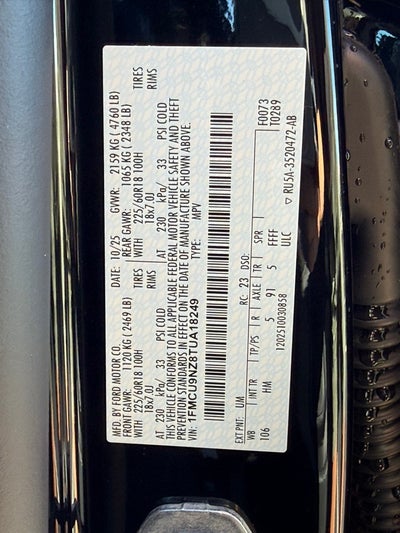 MFD. BY FORD MOTOR CO. DATE: 10/25 GVWR: 2159 KG ( 4760 LB)
FRONT GAWR: 1120 KG ( 2469 LB) REAR GAWR: 1065 KG ( 2348 LB)
WITH 225/60R18 100H TIRES WITH 225/60R18 100H TIRES
18x7.0J RIMS 18x7.0J RIMS
AT 230 kPa/ 33 PSI COLD AT 230 kPa/ 33 PSI COLD
THIS VEHICLE CONFORMS TO ALL APPLICABLE FEDERAL MOTOR VEHICLE SAFETY AND THEFT
PREVENTION STANDARDS IN EFFECT ON THE DATE OF MANUFACTURE SHOWN ABOVE.
VIN: 1FMCU9NZ8TUA18249 TYPE: MPV
F0073
T0289
EXT PNT: UM RC: 23 DSO:
WB INT TR TP/PS R AXLE TR SPR
106 HM 5 91 5 FFFF
ULC
▽ RU5A-3520472-AB
120251003085B